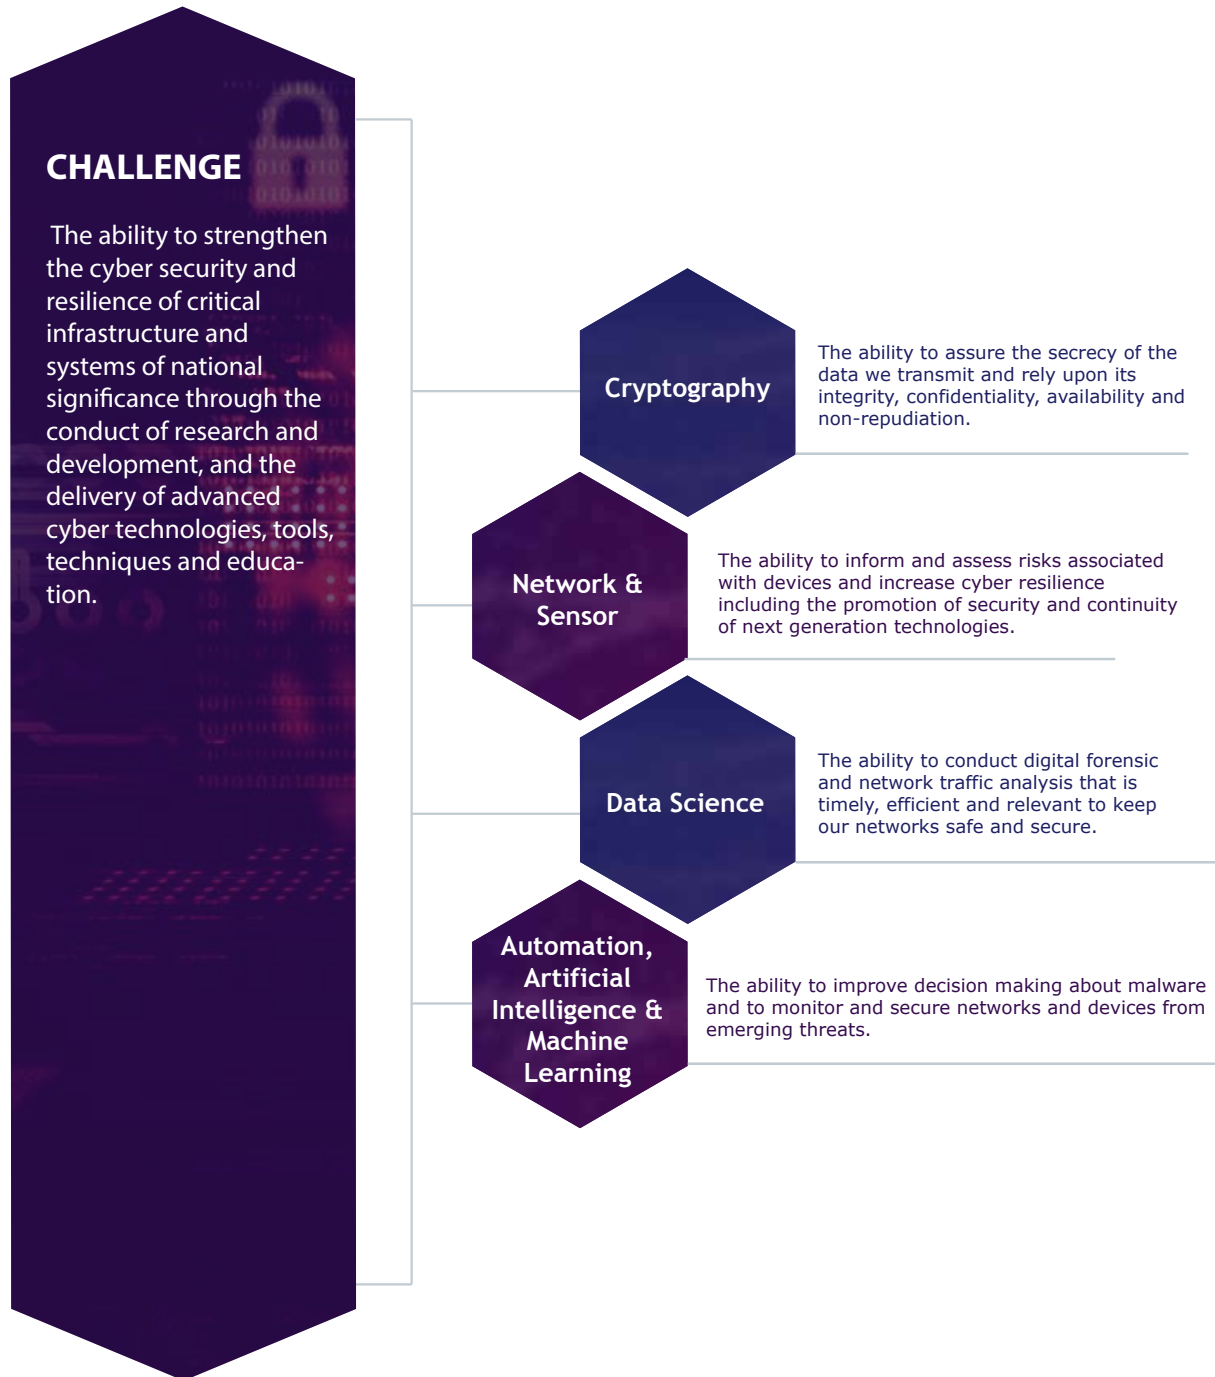 CHALLENGE
The ability to strengthen
the cyber security and
resilience of critical
infrastructure and
systems of national
significance through the
conduct of research and
development, and the
delivery of advanced
cyber technologies, tools,
techniques and educa-
tion.
Cryptography
The ability to assure the secrecy of the
data we transmit and rely upon its
integrity, confidentiality, availability and
non-repudiation.
Network &
Sensor
The ability to inform and assess risks associated
with devices and increase cyber resilience
including the promotion of security and continuity
of next generation technologies.
Data Science
The ability to conduct digital forensic
and network traffic analysis that is
timely, efficient and relevant to keep
our networks safe and secure.
Automation,
Artificial
Intelligence &
Machine
Learning
The ability to improve decision making about malware
and to monitor and secure networks and devices from
emerging threats.